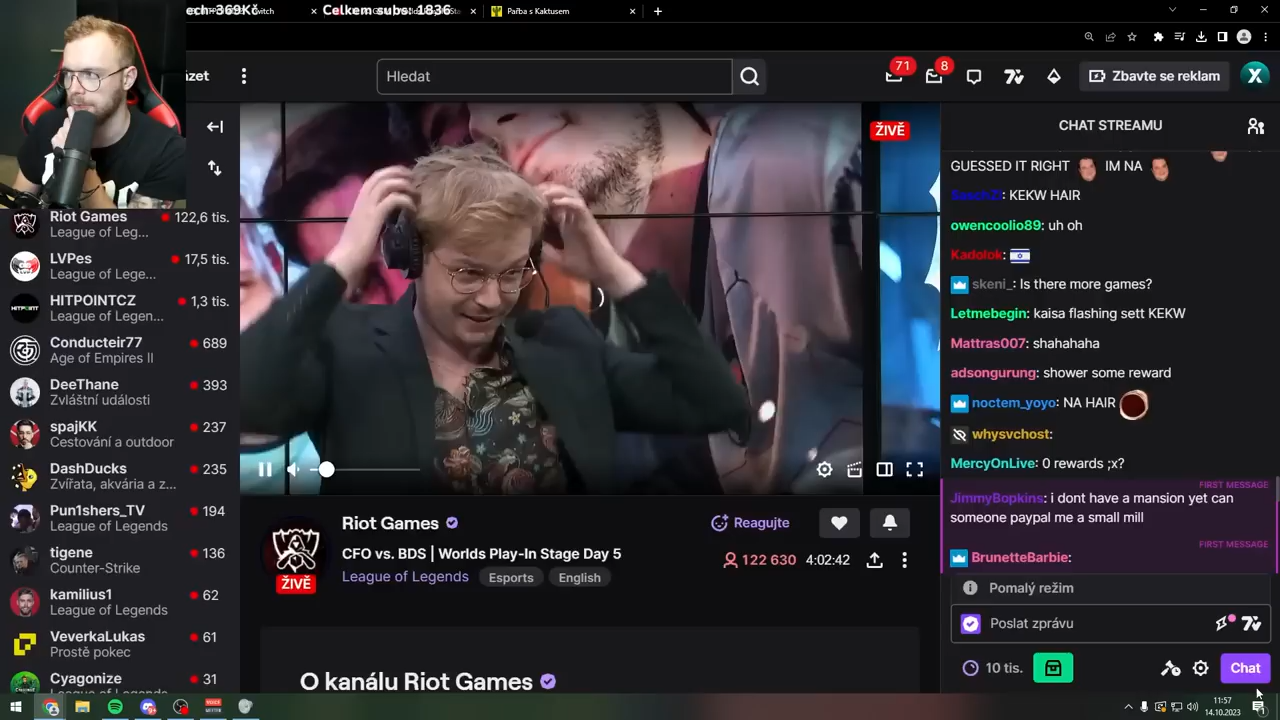 Celkem subs: 1836
Pařba s Kaktusem
ázet
Hledat
71
8
Zbavte se reklam
X
Riot Games
122,6 tis.
League of Leg...
LVPes
17,5 tis.
League of Lege...
HITPOINTCZ
1,3 tis.
League of Legen...
Conducteir77
689
Age of Empires II
DeeThane
393
Zvláštní události
spajKK
237
Cestování a outdoor
DashDucks
235
Zvířata, akvária a z...
Pun1shers_TV
194
League of Legends
tigene
136
Counter-Strike
kamilius1
62
League of Legends
VeverkaLukas
61
Prostě pokec
Cyagonize
31
ŽIVĚ
Riot Games
Reagujte
CFO vs. BDS | Worlds Play-In Stage Day 5
122 630
4:02:42
League of Legends
Esports
English
ŽIVĚ
O kanálu Riot Games
CHAT STREAMU
GUESSED IT RIGHT IM NA
: KEKW HAIR
owencoolio89: uh oh
Kadolok:
skeni_: Is there more games?
Letmebegin: kaisa flashing sett KEKW
Mattras007: shahahaha
adsongurung: shower some reward
noctem_yoyo: NA HAIR
whysvchost:
MercyOnLive: 0 rewards ;x?
FIRST MESSAGE
JimmyBopkins: i dont have a mansion yet can
someone paypal me a small mill
FIRST MESSAGE
BrunetteBarbie:
Pomalý režim
Poslat zprávu
10 tis.
Chat
11:57
14.10.2023